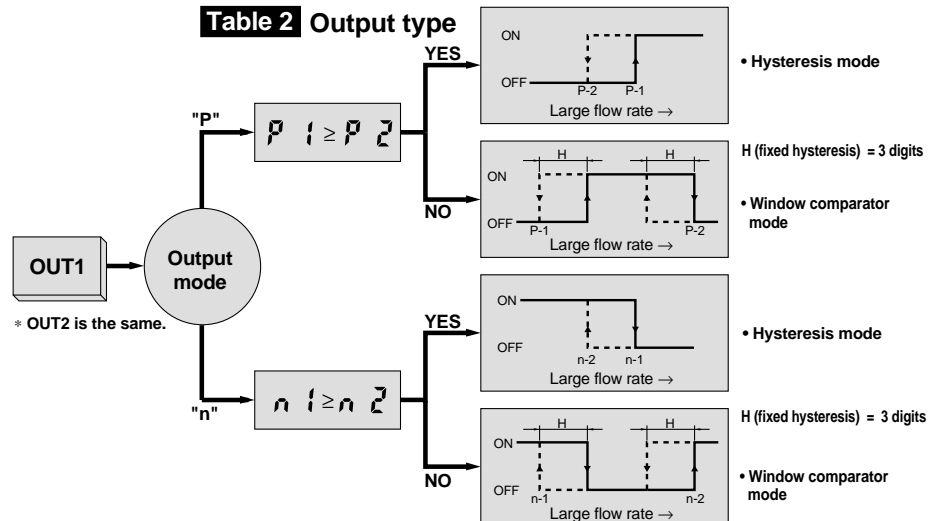 Table 2 Output type
YES
ON
OFF
P-2 P-1
Large flow rate →
• Hysteresis mode
"P"
P 1 ≥ P 2
H (fixed hysteresis) = 3 digits
NO
H H
ON
OFF
P-1 P-2
Large flow rate →
• Window comparator
mode
OUT1
Output
mode
* OUT2 is the same.
YES
ON
OFF
n-2 n-1
Large flow rate →
• Hysteresis mode
"n"
n 1 ≥ n 2
H (fixed hysteresis) = 3 digits
NO
H H
ON
OFF
n-1 n-2
Large flow rate →
• Window comparator
mode